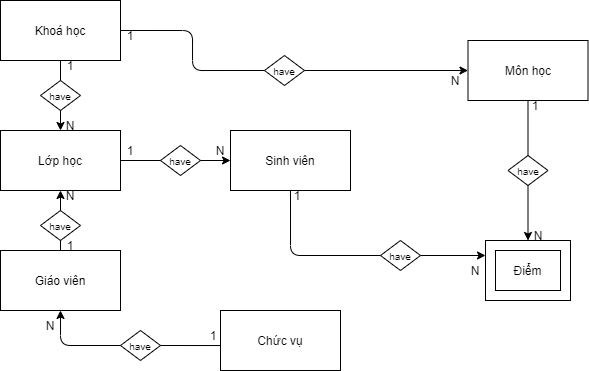 Khoá học
1
1
have
N
Môn học
1
have
N
Lớp học
1
have
N
Sinh viên
1
have
N
N
have
1
have
N
Điểm
Giáo viên
N
have
1
Chức vụ